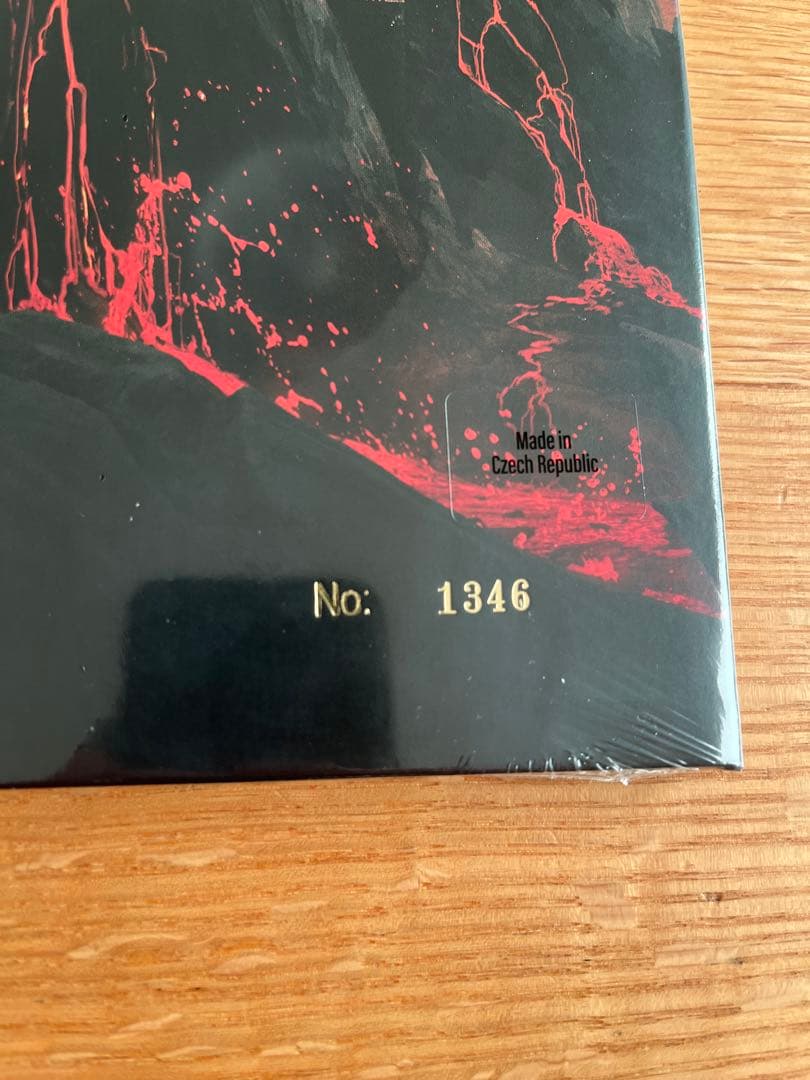 Made in
Czech Republic
No: 1346